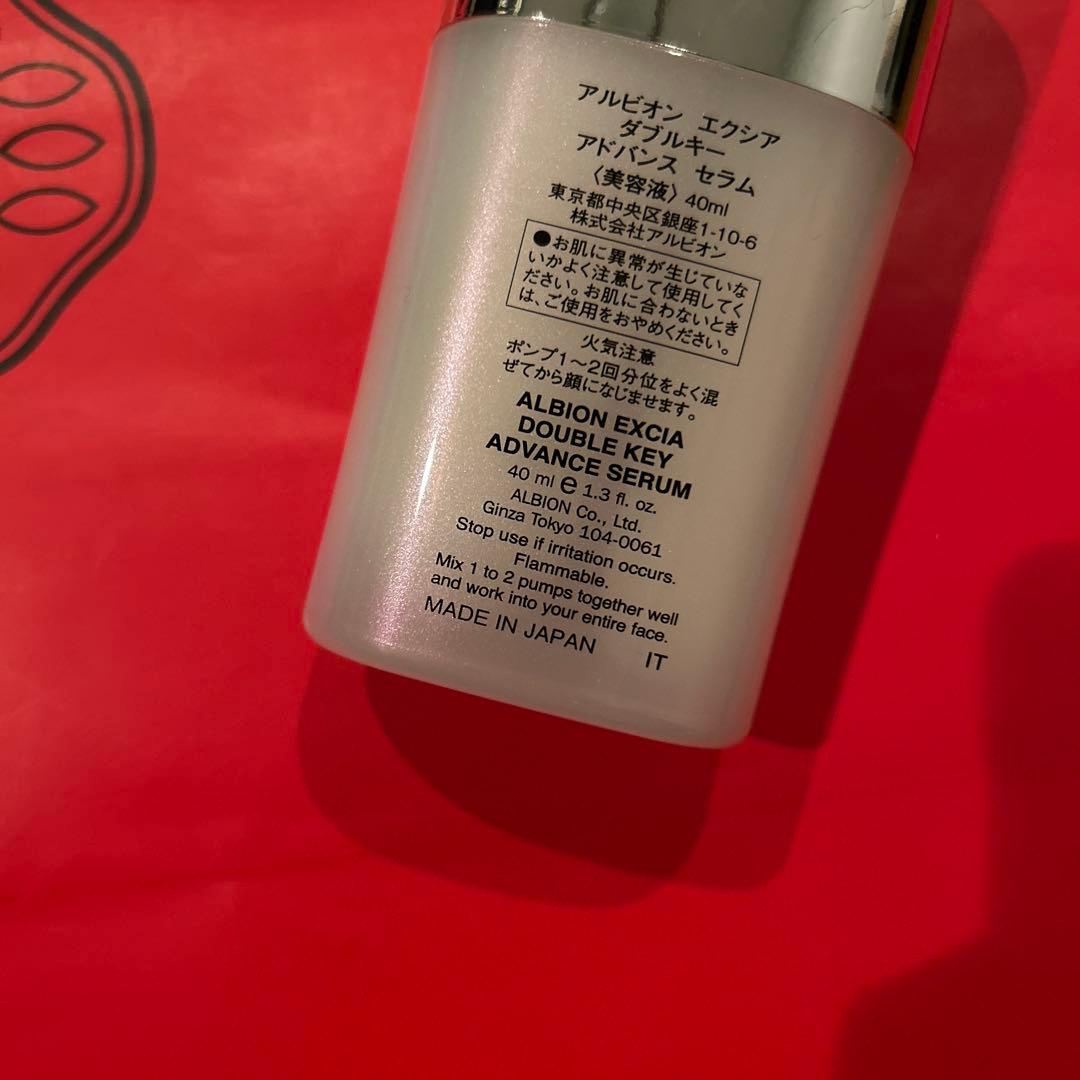 アルビオン エクシア
ダブルキー
アドバンス セラム
〈美容液〉 40ml
東京都中央区銀座1-10-6
株式会社アルビオン
●お肌に異常が生じていな
いかよく注意して使用してく
ださい。お肌に合わないとき
は、ご使用をおやめください。
火気注意
ポンプ1～2回分位をよく混
ぜてから顔になじませます。
ALBION EXCIA
DOUBLE KEY
ADVANCE SERUM
40 ml e 1.3 fl. oz.
ALBION Co., Ltd.
Ginza Tokyo 104-0061
Stop use if irritation occurs.
Flammable.
Mix 1 to 2 pumps together well
and work into your entire face.
MADE IN JAPAN IT